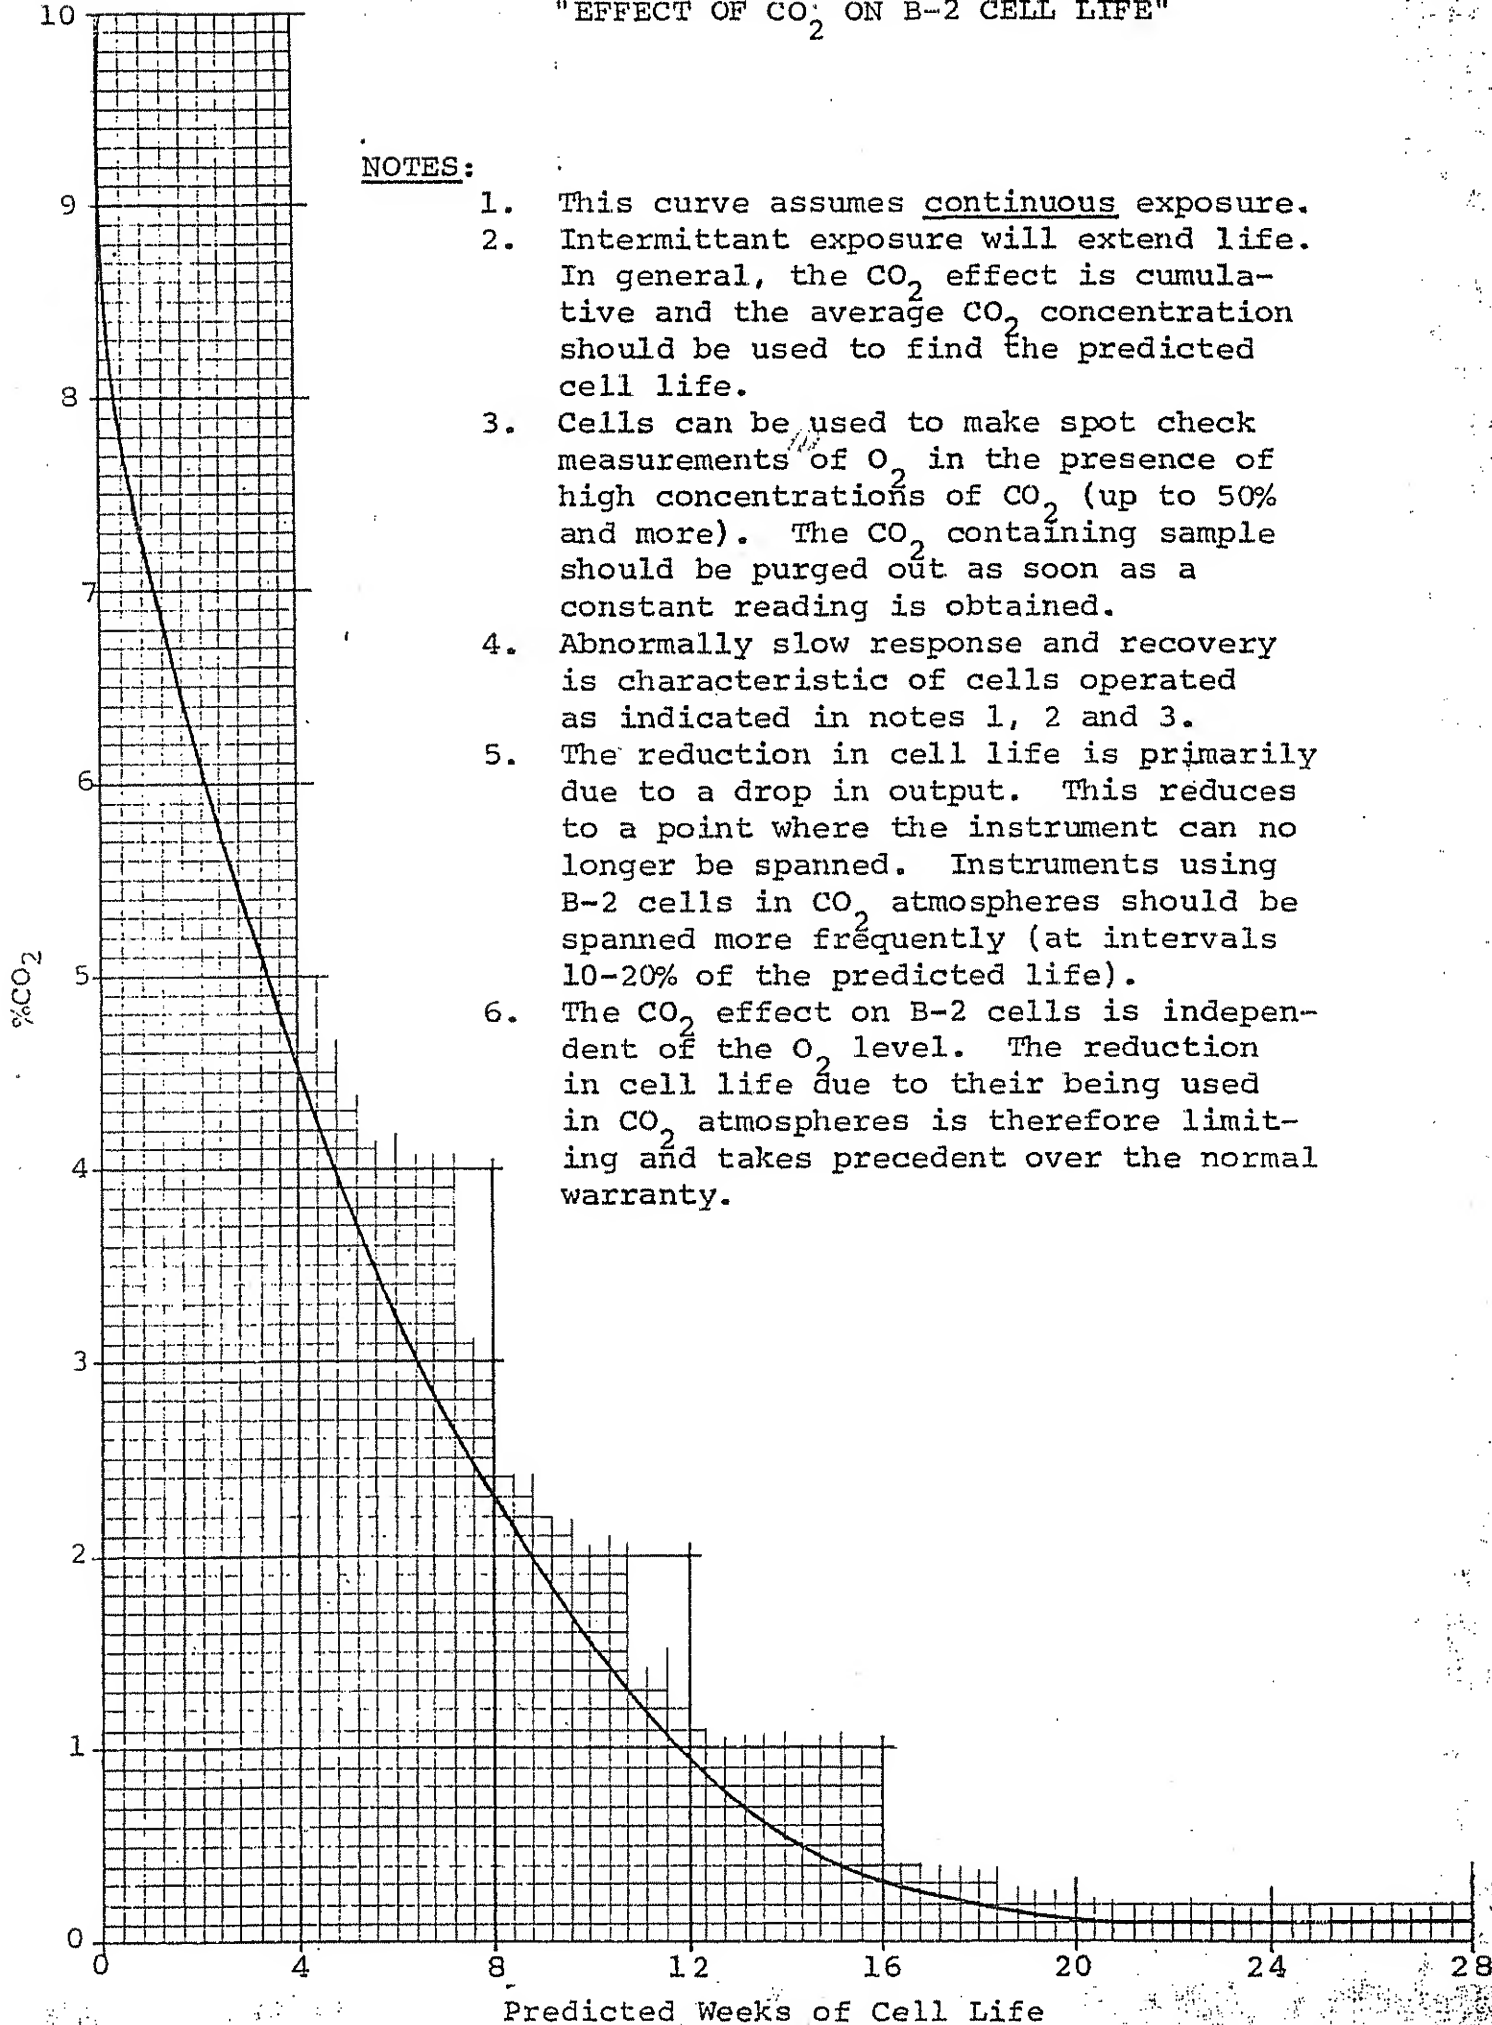 "EFFECT OF CO2 ON B-2 CELL LIFE"
NOTES:
1. This curve assumes continuous exposure.
2. Intermittant exposure will extend life.
In general, the CO2 effect is cumula-
tive and the average CO2 concentration
should be used to find the predicted
cell life.
3. Cells can be used to make spot check
measurements of O2 in the presence of
high concentrations of CO2 (up to 50%
and more). The CO2 containing sample
should be purged out as soon as a
constant reading is obtained.
4. Abnormally slow response and recovery
is characteristic of cells operated
as indicated in notes 1, 2 and 3.
5. The reduction in cell life is primarily
due to a drop in output. This reduces
to a point where the instrument can no
longer be spanned. Instruments using
B-2 cells in CO2 atmospheres should be
spanned more frequently (at intervals
10-20% of the predicted life).
6. The CO2 effect on B-2 cells is indepen-
dent of the O2 level. The reduction
in cell life due to their being used
in CO2 atmospheres is therefore limit-
ing and takes precedent over the normal
warranty.
%CO2
10
9
8
7
6
5
4
3
2
1
0
0 4 8 12 16 20 24 28
Predicted Weeks of Cell Life